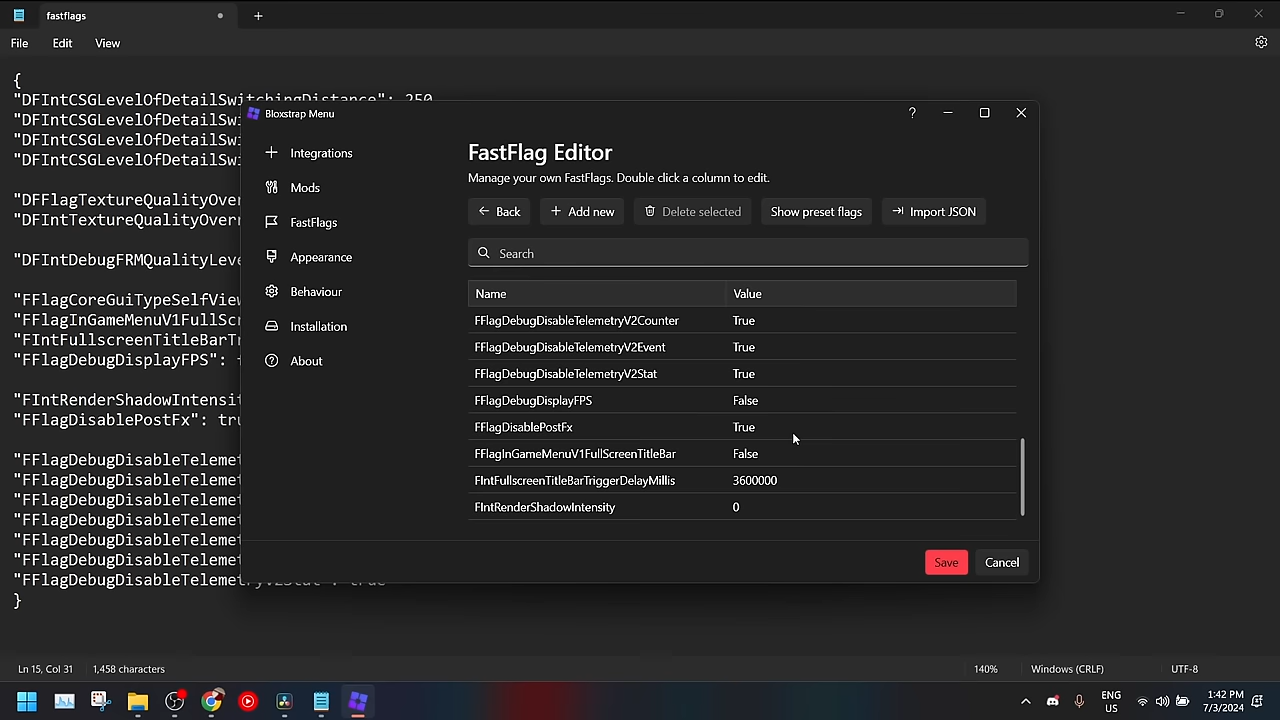 fastflags
File Edit View
{
"DFIntCSGLevelOfDetailSwitchingDistance": 250
"DFIntCSGLevelOfDetailSwi
"DFIntCSGLevelOfDetailSwi
"DFIntCSGLevelOfDetailSwi
"DFFlagTextureQualityOver
"DFIntTextureQualityOverr
"DFIntDebugFRMQualityLeve
"FFlagCoreGuiTypeSelfView
"FFlagInGameMenuV1FullScr
"FIntFullscreenTitleBarTr
"FFlagDebugDisplayFPS": f
"FIntRenderShadowIntensit
"FFlagDisablePostFx": tru
"FFlagDebugDisableTelemet
"FFlagDebugDisableTelemet
"FFlagDebugDisableTelemet
"FFlagDebugDisableTelemet
"FFlagDebugDisableTelemet
"FFlagDebugDisableTelemet
"FFlagDebugDisableTelemetryV2Stat": true
}
Bloxstrap Menu
Integrations
Mods
FastFlags
Appearance
Behaviour
Installation
About
FastFlag Editor
Manage your own FastFlags. Double click a column to edit.
Back Add new Delete selected Show preset flags Import JSON
Search
Name Value
FFlagDebugDisableTelemetryV2Counter True
FFlagDebugDisableTelemetryV2Event True
FFlagDebugDisableTelemetryV2Stat True
FFlagDebugDisplayFPS False
FFlagDisablePostFx True
FFlagInGameMenuV1FullScreenTitleBar False
FIntFullscreenTitleBarTriggerDelayMillis 3600000
FIntRenderShadowIntensity 0
Save Cancel
Ln 15, Col 31 1,458 characters 140% Windows (CRLF) UTF-8
ENG
US
1:42 PM
7/3/2024